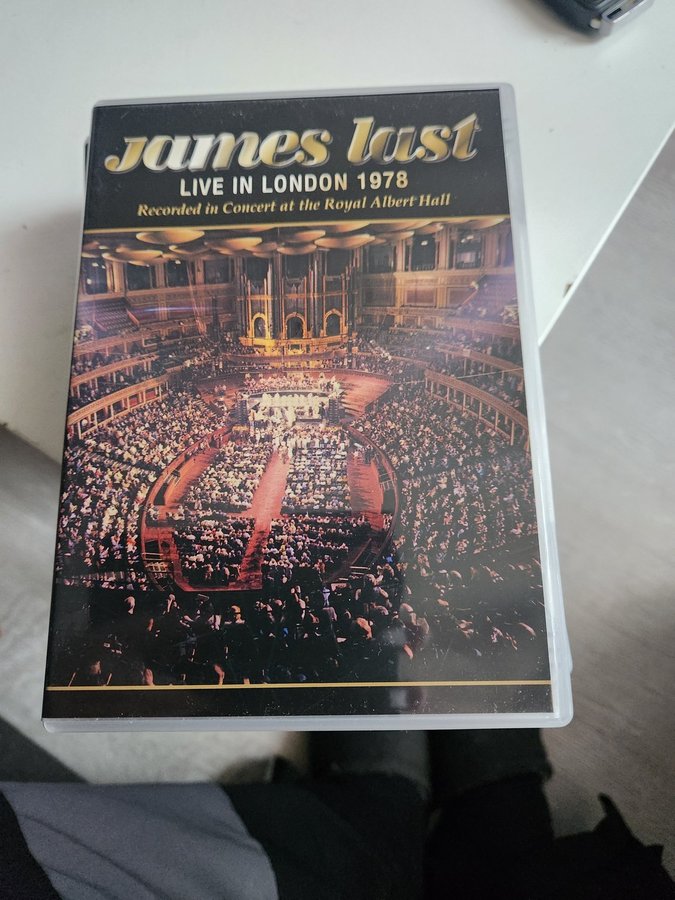 James Last
LIVE IN LONDON 1978
Recorded in Concert at the Royal Albert Hall